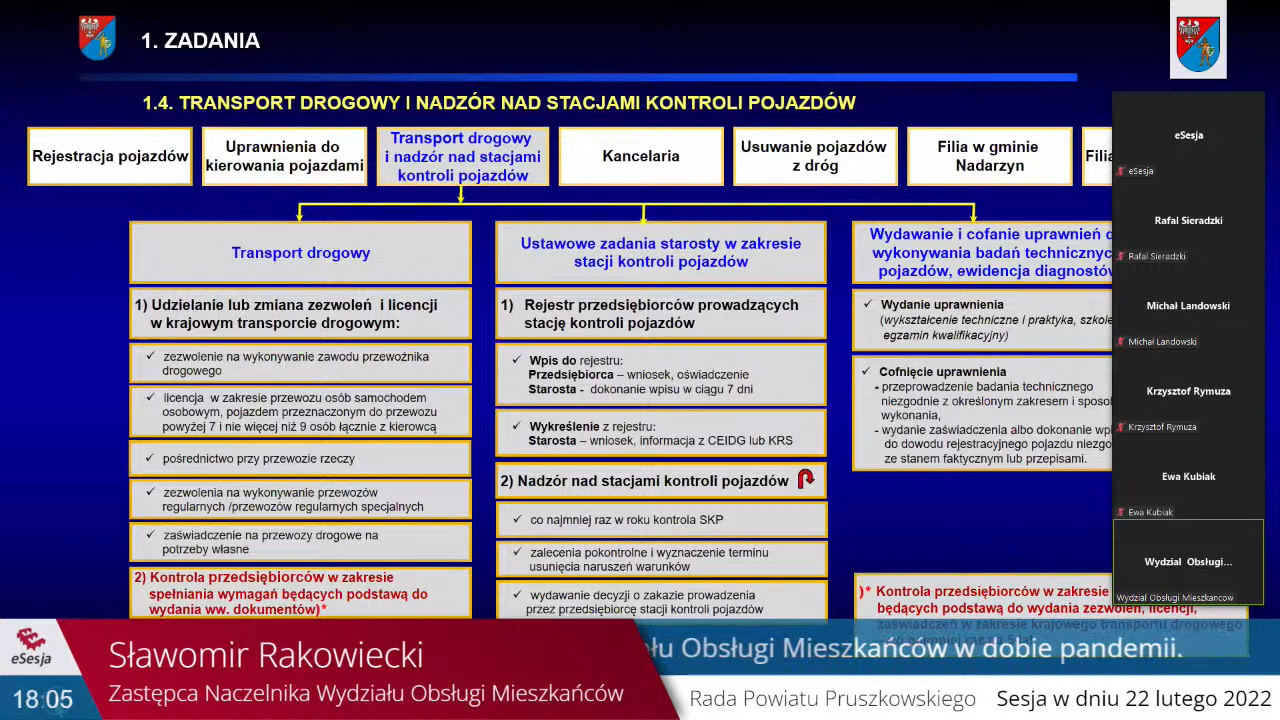 1. ZADANIA
1.4. TRANSPORT DROGOWY I NADZÓR NAD STACJAMI KONTROLI POJAZDÓW
Rejestracja pojazdów
Uprawnienia do
kierowania pojazdami
Transport drogowy
i nadzór nad stacjami
kontroli pojazdów
Kancelaria
Usuwanie pojazdów
z dróg
Filia w gminie
Nadarzyn
Filia
Transport drogowy
1) Udzielanie lub zmiana zezwoleń i licencji
w krajowym transporcie drogowym:
✓ zezwolenie na wykonywanie zawodu przewoźnika
drogowego
✓ licencja w zakresie przewozu osób samochodem
osobowym, pojazdem przeznaczonym do przewozu
powyżej 7 i nie więcej niż 9 osób łącznie z kierowcą
✓ pośrednictwo przy przewozie rzeczy
✓ zezwolenia na wykonywanie przewozów
regularnych /przewozów regularnych specjalnych
✓ zaświadczenie na przewozy drogowe na
potrzeby własne
2) Kontrola przedsiębiorców w zakresie
spełniania wymagań będących podstawą do
wydania ww. dokumentów)*
Ustawowe zadania starosty w zakresie
stacji kontroli pojazdów
1) Rejestr przedsiębiorców prowadzących
stację kontroli pojazdów
✓ Wpis do rejestru:
Przedsiębiorca – wniosek, oświadczenie
Starosta - dokonanie wpisu w ciągu 7 dni
✓ Wykreślenie z rejestru:
Starosta – wniosek, informacja z CEIDG lub KRS
2) Nadzór nad stacjami kontroli pojazdów
✓ co najmniej raz w roku kontrola SKP
✓ zalecenia pokontrolne i wyznaczenie terminu
usunięcia naruszeń warunków
✓ wydawanie decyzji o zakazie prowadzenia
przez przedsiębiorcę stacji kontroli pojazdów
Wydawanie i cofanie uprawnień d
wykonywania badań technicznyc
pojazdów, ewidencja diagnostów
✓ Wydanie uprawnienia
(wykształcenie techniczne i praktyka, szkole
egzamin kwalifikacyjny)
✓ Cofnięcie uprawnienia
- przeprowadzenie badania technicznego
niezgodnie z określonym zakresem i sposo
wykonania,
- wydanie zaświadczenia albo dokonanie wp
do dowodu rejestracyjnego pojazdu niezgo
ze stanem faktycznym lub przepisami.
)* Kontrola przedsiębiorców w zakresie
będących podstawą do wydania zezwoleń, licencji,
zaświadczeń w zakresie krajowego transportu drogowego
eSesja
eSesja
Rafal Sieradzki
Rafal Sieradzki
Michał Landowski
Michał Landowski
Krzysztof Rymuza
Krzysztof Rymuza
Ewa Kubiak
Ewa Kubiak
Wydzial Obsługi...
Wydzial Obsługi Mieszkancow
eSesja
18:05
Sławomir Rakowiecki
Zastępca Naczelnika Wydziału Obsługi Mieszkańców
łu Obsługi Mieszkańców w dobie pandemii.
Rada Powiatu Pruszkowskiego Sesja w dniu 22 lutego 2022